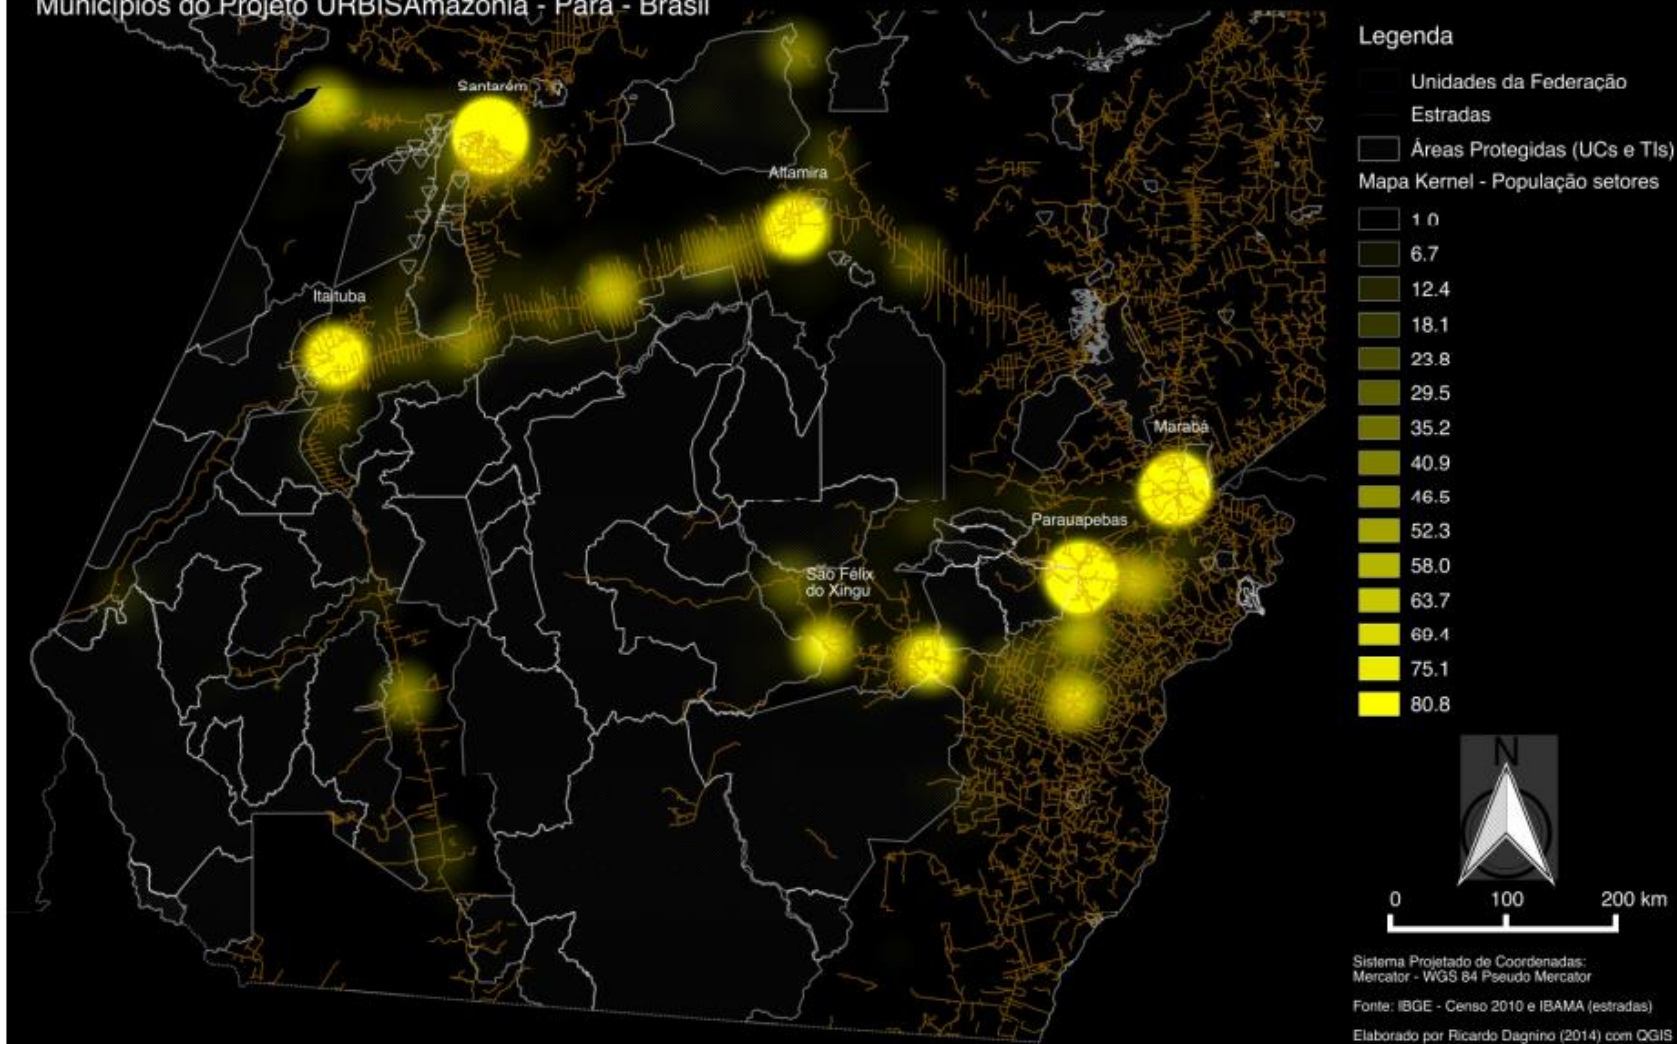 Municípios do Projeto URBISAmazônia - Pará - Brasil
Santarém
Altamira
Itaituba
Marabá
Parauapebas
São Félix
do Xingu
Legenda
Unidades da Federação
Estradas
Áreas Protegidas (UCs e TIs)
Mapa Kernel - População setores
1.0
6.7
12.4
18.1
23.8
29.5
35.2
40.9
46.5
52.3
58.0
63.7
69.4
75.1
80.8
N
0 100 200 km
Sistema Projetado de Coordenadas:
Mercator - WGS 84 Pseudo Mercator
Fonte: IBGE - Censo 2010 e IBAMA (estradas)
Elaborado por Ricardo Dagnino (2014) com QGIS